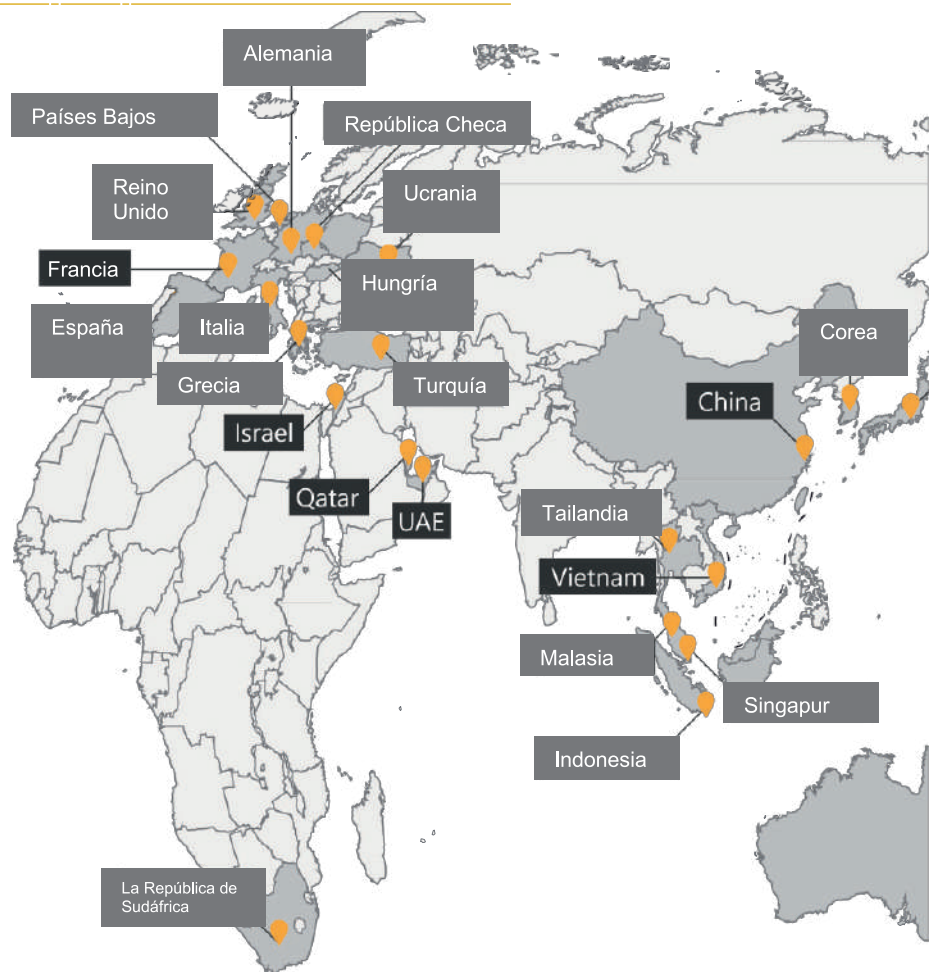 Alemania
Países Bajos
República Checa
Reino
Unido
Ucrania
Francia
Hungría
España
Italia
Corea
Grecia
Turquía
China
Israel
Qatar
UAE
Tailandia
Vietnam
Malasia
Singapur
Indonesia
La República de
Sudáfrica